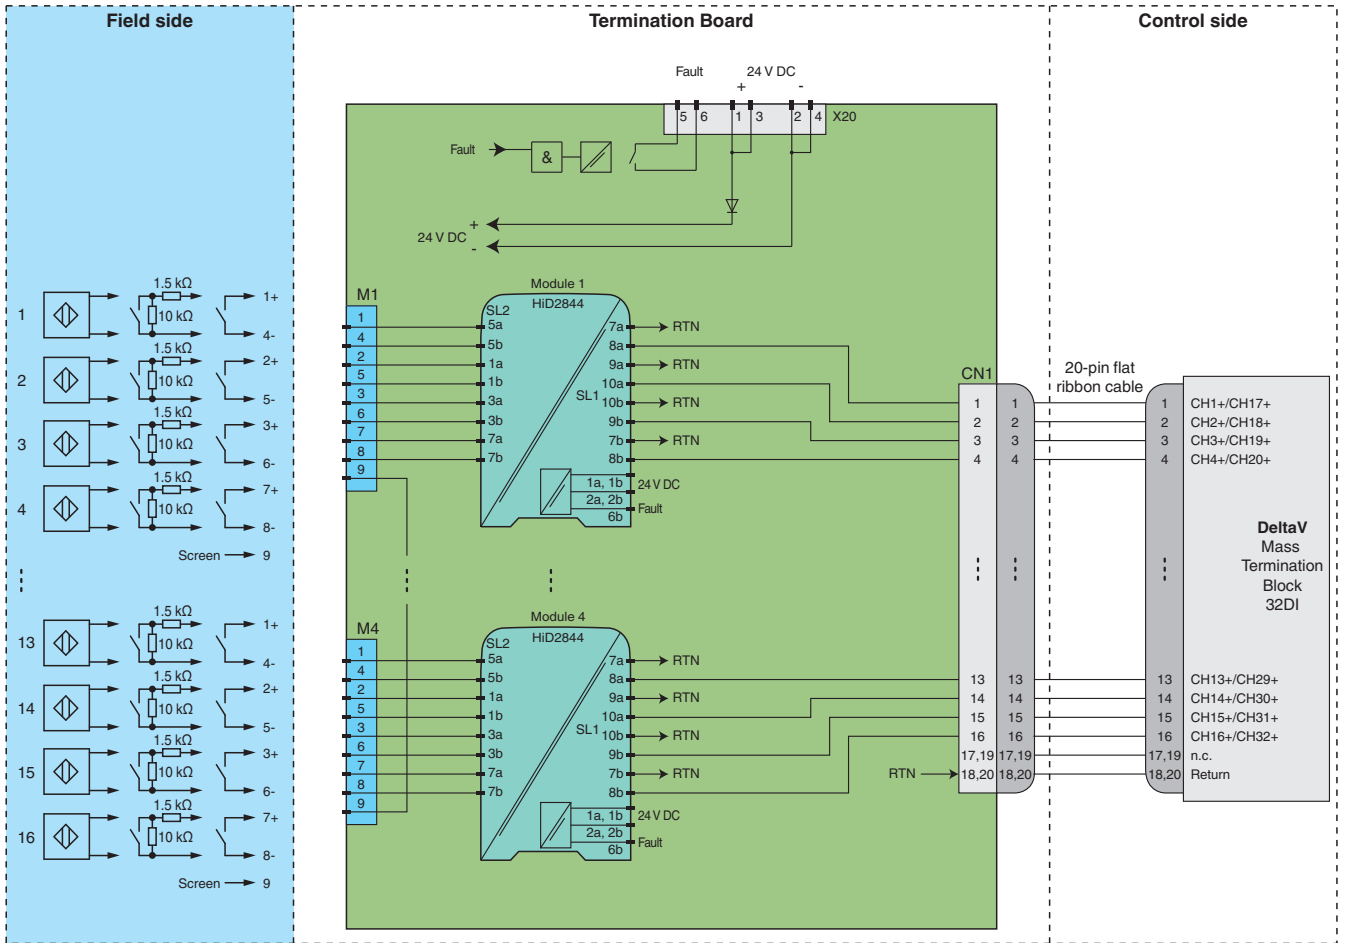 Field side
Termination Board
Control side
Fault
24 V DC
+
-
5
6
1
3
2
4
X20
Fault
&
24 V DC
+
-
1
1.5 kΩ
10 kΩ
1+
4-
2
1.5 kΩ
10 kΩ
2+
5-
3
1.5 kΩ
10 kΩ
3+
6-
4
1.5 kΩ
10 kΩ
7+
8-
Screen
9
13
1.5 kΩ
10 kΩ
1+
4-
14
1.5 kΩ
10 kΩ
2+
5-
15
1.5 kΩ
10 kΩ
3+
6-
16
1.5 kΩ
10 kΩ
7+
8-
Screen
9
M1
1
4
2
5
3
6
7
8
9
Module 1
HiD2844
SL2
5a
5b
1a
1b
3a
3b
7a
7b
SL1
7a
8a
9a
10a
10b
9b
7b
8b
RTN
RTN
RTN
RTN
1a, 1b
2a, 2b
6b
24 V DC
Fault
M4
1
4
2
5
3
6
7
8
9
Module 4
HiD2844
SL2
5a
5b
1a
1b
3a
3b
7a
7b
SL1
7a
8a
9a
10a
10b
9b
7b
8b
RTN
RTN
RTN
RTN
1a, 1b
2a, 2b
6b
24 V DC
Fault
CN1
20-pin flat
ribbon cable
1 1 1 CH1+/CH17+
2 2 2 CH2+/CH18+
3 3 3 CH3+/CH19+
4 4 4 CH4+/CH20+
DeltaV
Mass
Termination
Block
32DI
13 13 13 CH13+/CH29+
14 14 14 CH14+/CH30+
15 15 15 CH15+/CH31+
16 16 16 CH16+/CH32+
17,19 17,19 17,19 n.c.
RTN 18,20 18,20 18,20 Return